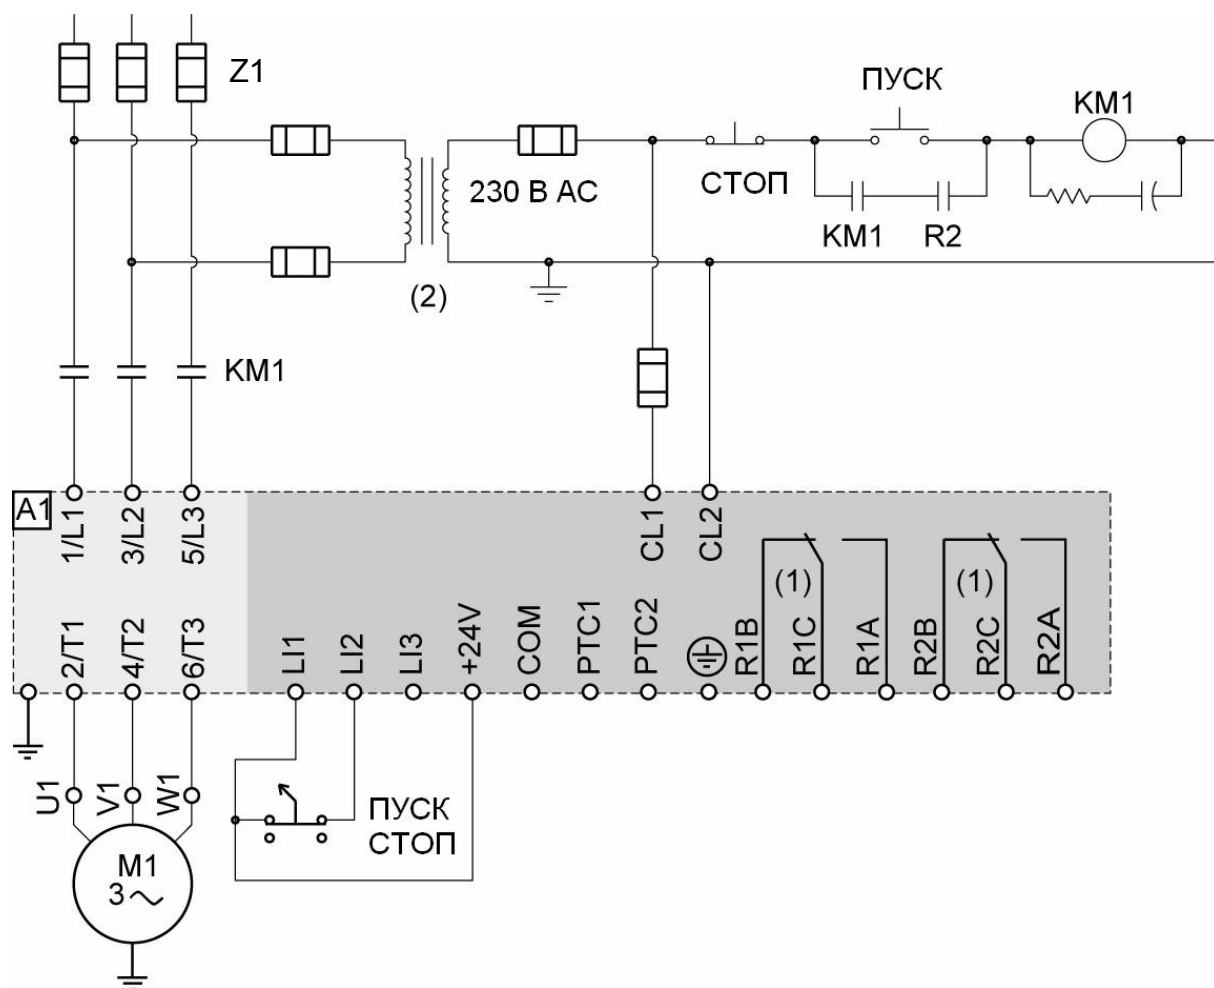 Z1
ПУСК
KM1
230 В AC
СТОП
KM1
R2
(2)
KM1
A1
1/L1
3/L2
5/L3
CL1
CL2
(1)
(1)
2/T1
4/T2
6/T3
LI1
LI2
LI3
+24V
COM
PTC1
PTC2
R1B
R1C
R1A
R2B
R2C
R2A
U1
V1
W1
ПУСК
СТОП
M1
3